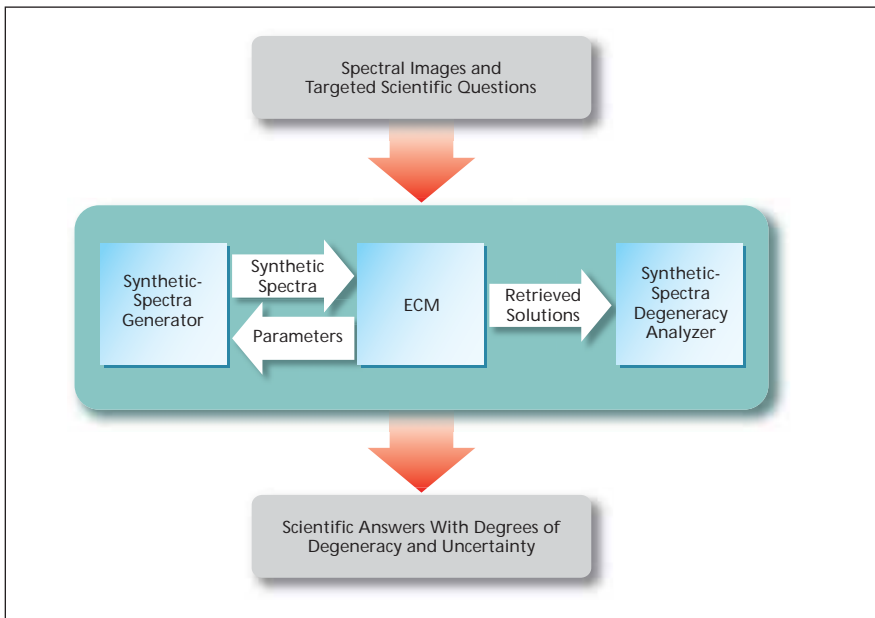 Spectral Images and
Targeted Scientific Questions
Synthetic-
Spectra
Generator
Synthetic
Spectra
Parameters
ECM
Retrieved
Solutions
Synthetic-
Spectra
Degeneracy
Analyzer
Scientific Answers With Degrees of
Degeneracy and Uncertainty